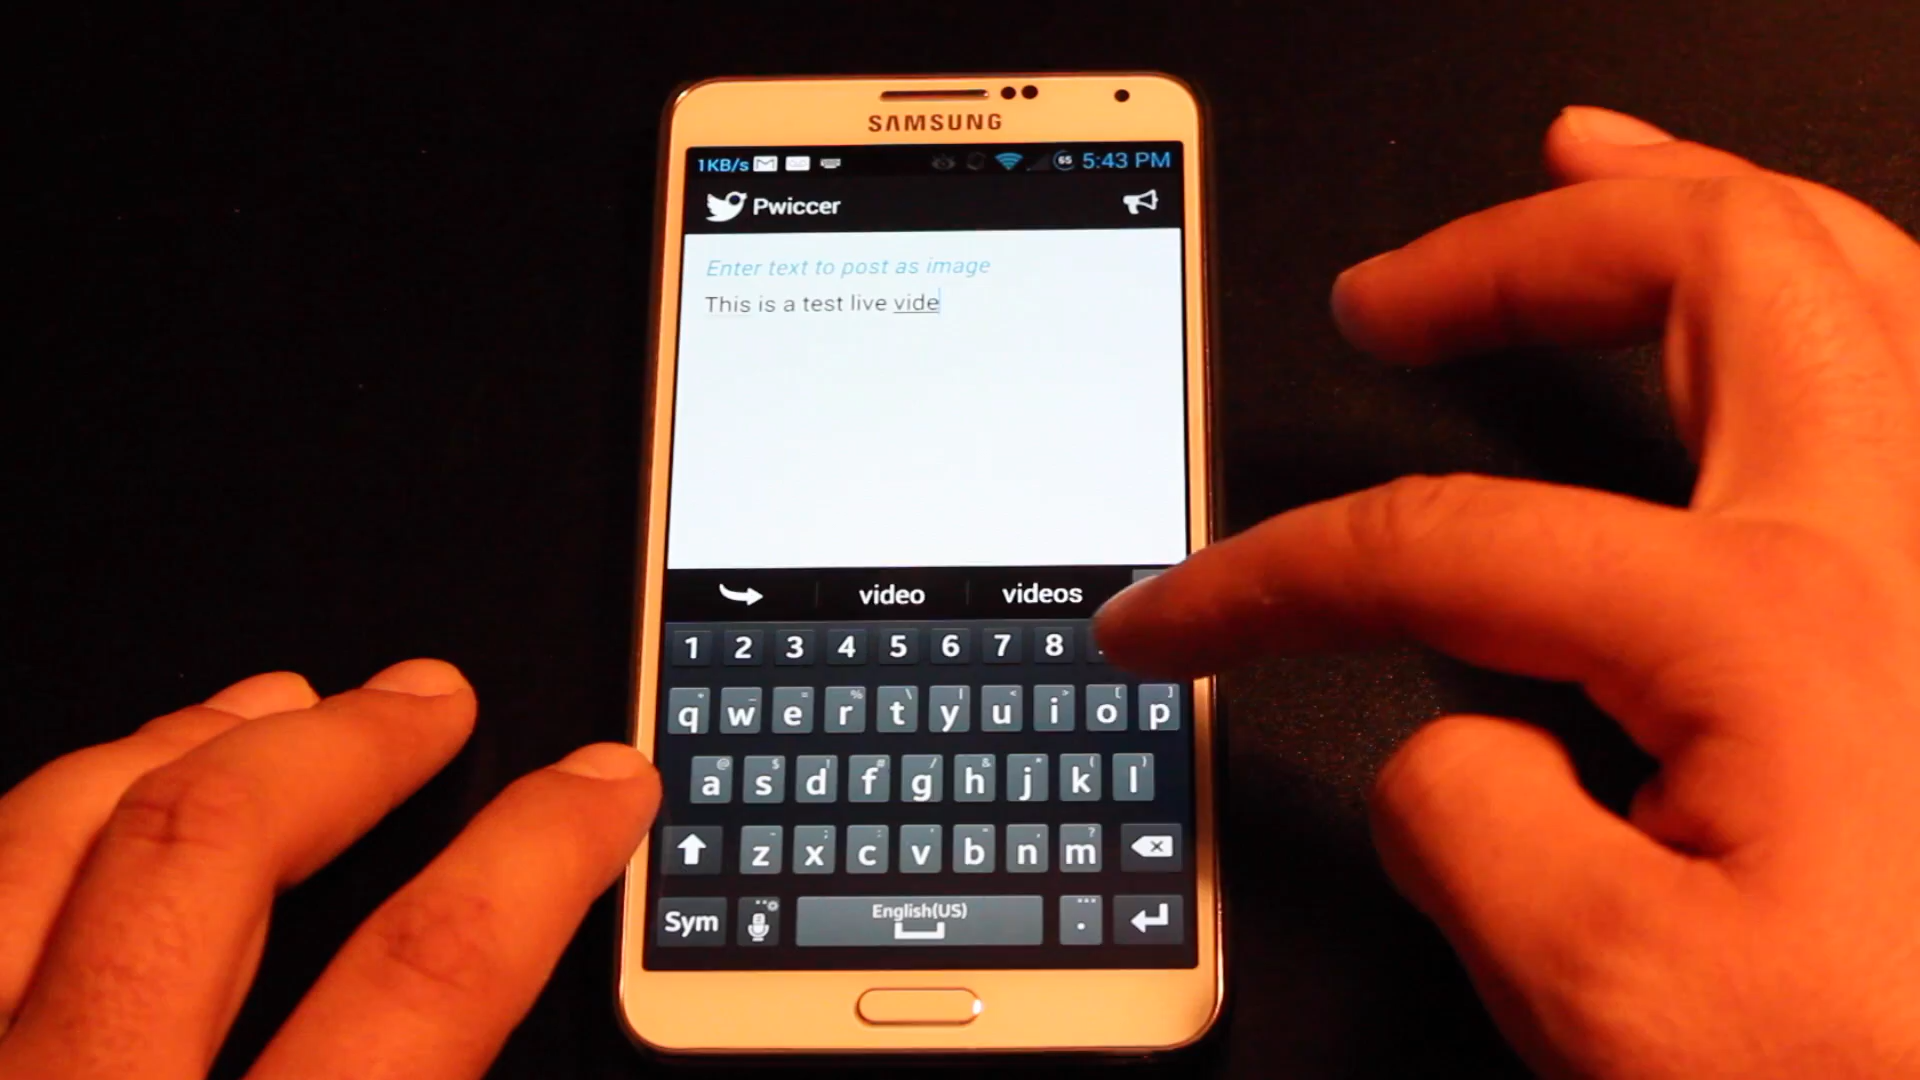 SAMSUNG
1KB/s 65 5:43 PM
Pwiccer
Enter text to post as image
This is a test live vide
video videos
1 2 3 4 5 6 7 8
q w e r t y u i o p
a s d f g h j k l
z x c v b n m
Sym English(US) .